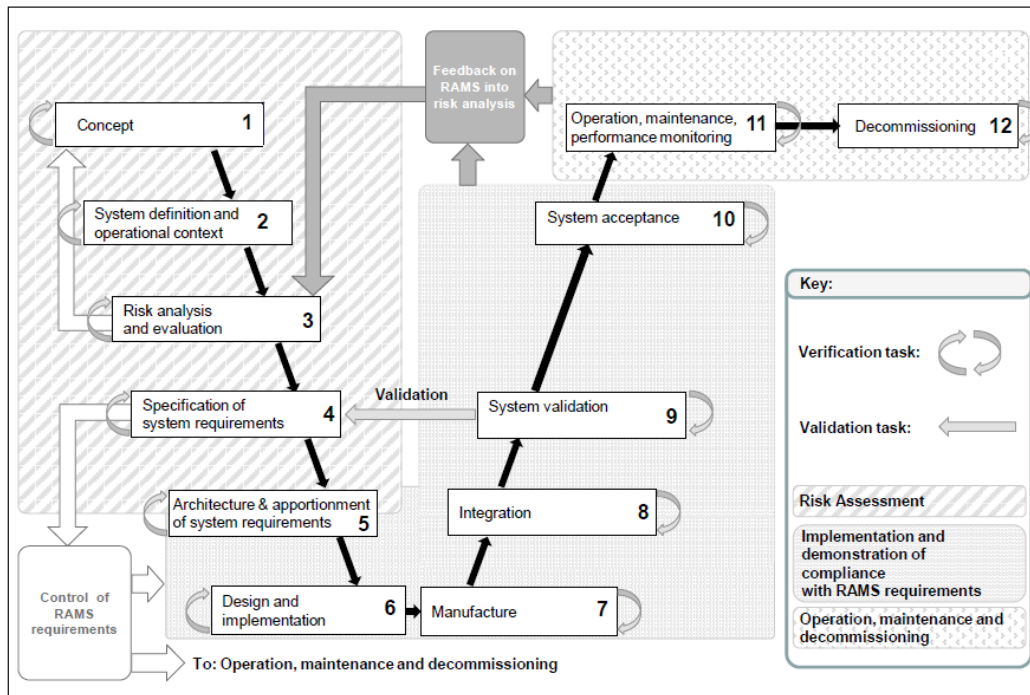 Concept 1
System definition and
operational context 2
Risk analysis
and evaluation 3
Specification of
system requirements 4
Architecture & apportionment
of system requirements 5
Design and
implementation 6
Manufacture 7
Integration 8
Validation
System validation 9
System acceptance 10
Operation, maintenance,
performance monitoring 11
Decommissioning 12
Feedback on
RAMS into
risk analysis
Control of
RAMS
requirements
To: Operation, maintenance and decommissioning
Key:
Verification task:
Validation task:
Risk Assessment
Implementation and
demonstration of
compliance
with RAMS requirements
Operation, maintenance and
decommissioning